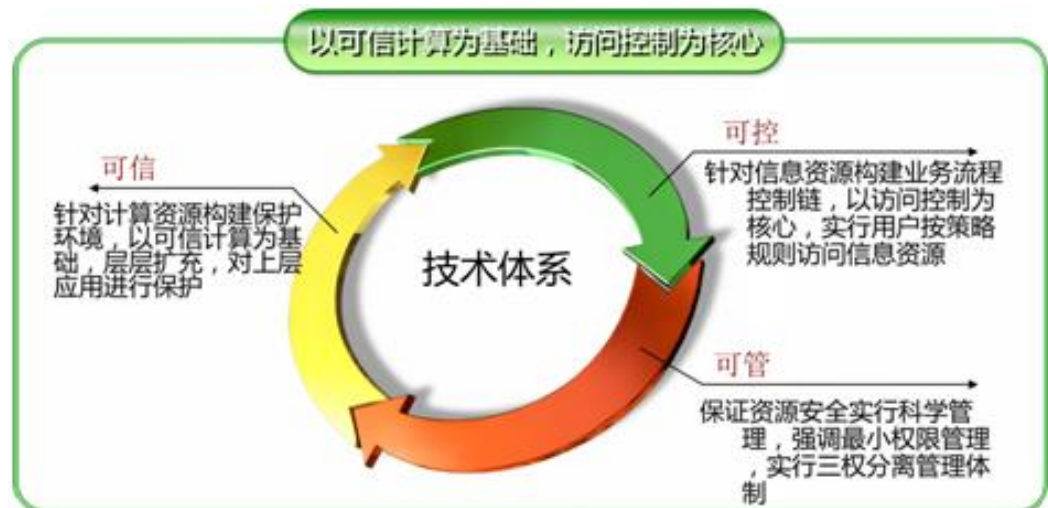 以可信计算为基础，访问控制为核心
可信
针对计算资源构建保护
环境，以可信计算为基
础，层层扩充，对上层
应用进行保护
技术体系
可控
针对信息资源构建业务流程
控制链，以访问控制为
核心，实行用户按策略
规则访问信息资源
可管
保证资源安全实行科学管
理，强调最小权限管理
，实行三权分离管理体
制